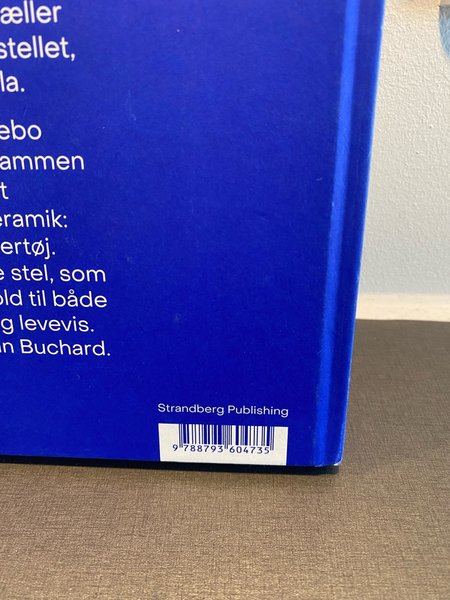 æller
stellet,
la.
ebo
ammen
t
eramik:
ertøj.
e stel, som
old til både
g levevis.
n Buchard.
Strandberg Publishing
9 788793 604735